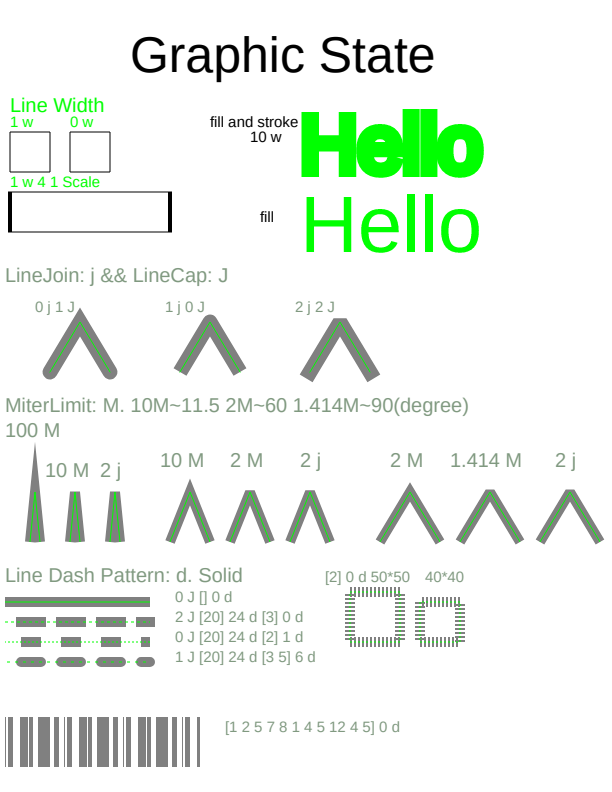 Graphic State
Line Width
1 w 0 w
fill and stroke
10 w
Hello
1 w 4 1 Scale
fill
Hello
LineJoin: j && LineCap: J
0 j 1 J 1 j 0 J 2 j 2 J
MiterLimit: M. 10M~11.5 2M~60 1.414M~90(degree)
100 M
10 M 2 j 10 M 2 M 2 j 2 M 1.414 M 2 j
Line Dash Pattern: d. Solid
[2] 0 d 50*50 40*40
0 J [] 0 d
2 J [20] 24 d [3] 0 d
0 J [20] 24 d [2] 1 d
1 J [20] 24 d [3 5] 6 d
[1 2 5 7 8 1 4 5 12 4 5] 0 d